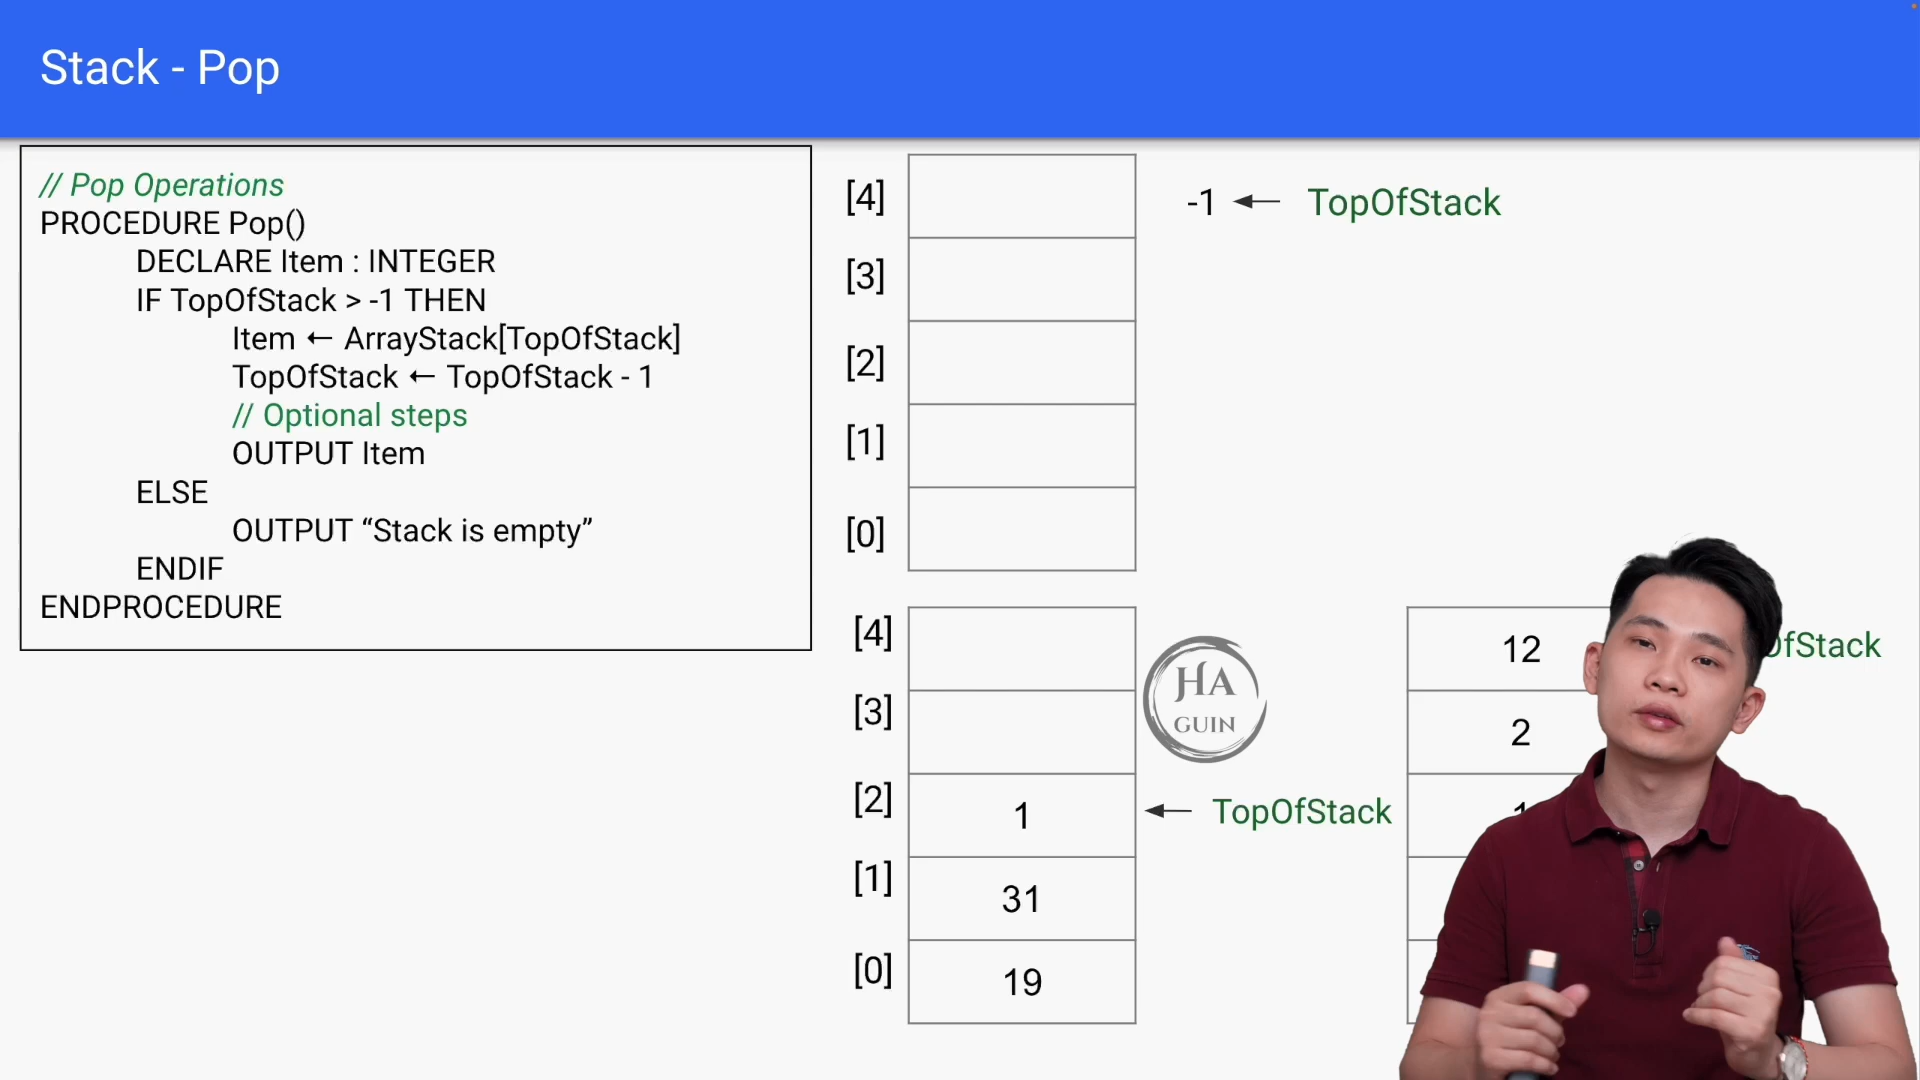 Stack - Pop
// Pop Operations
PROCEDURE Pop()
DECLARE Item : INTEGER
IF TopOfStack > -1 THEN
Item ← ArrayStack[TopOfStack]
TopOfStack ← TopOfStack - 1
// Optional steps
OUTPUT Item
ELSE
OUTPUT “Stack is empty”
ENDIF
ENDPROCEDURE
[4]
-1 ← TopOfStack
[3]
[2]
[1]
[0]
[4]
[3]
[2] 1 ← TopOfStack
[1] 31
[0] 19
HA
GUIN
12
2